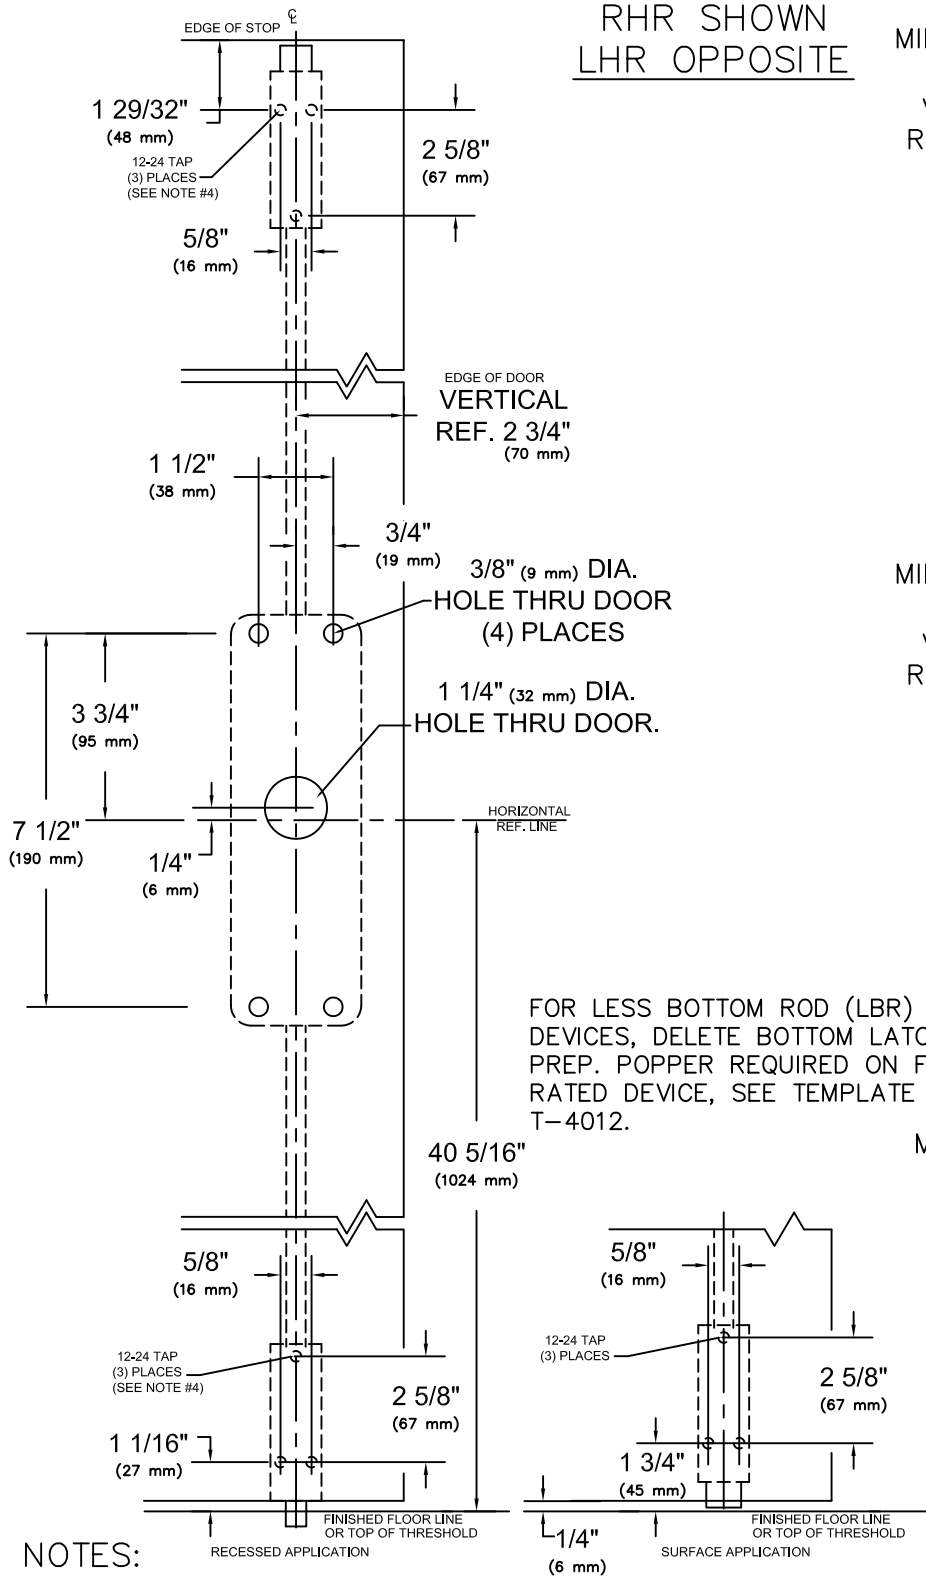 RHR SHOWN
LHR OPPOSITE
EDGE OF STOP
℄
1 29/32"
(48 mm)
12-24 TAP
(3) PLACES
(SEE NOTE #4)
2 5/8"
(67 mm)
5/8"
(16 mm)
EDGE OF DOOR
VERTICAL
REF. 2 3/4"
(70 mm)
1 1/2"
(38 mm)
3/4"
(19 mm)
3/8" (9 mm) DIA.
HOLE THRU DOOR
(4) PLACES
1 1/4" (32 mm) DIA.
HOLE THRU DOOR.
3 3/4"
(95 mm)
7 1/2"
(190 mm)
1/4"
(6 mm)
HORIZONTAL
REF. LINE
FOR LESS BOTTOM ROD (LBR)
DEVICES, DELETE BOTTOM
PREP. POPPER REQUIRED ON
RATED DEVICE, SEE TEMPLATE
T-4012.
40 5/16"
(1024 mm)
5/8"
(16 mm)
12-24 TAP
(3) PLACES
(SEE NOTE #4)
2 5/8"
(67 mm)
1 1/16"
(27 mm)
FINISHED FLOOR LINE
OR TOP OF THRESHOLD
RECESSED APPLICATION
5/8"
(16 mm)
12-24 TAP
(3) PLACES
2 5/8"
(67 mm)
1 3/4"
(45 mm)
1/4"
(6 mm)
FINISHED FLOOR LINE
OR TOP OF THRESHOLD
SURFACE APPLICATION
NOTES: